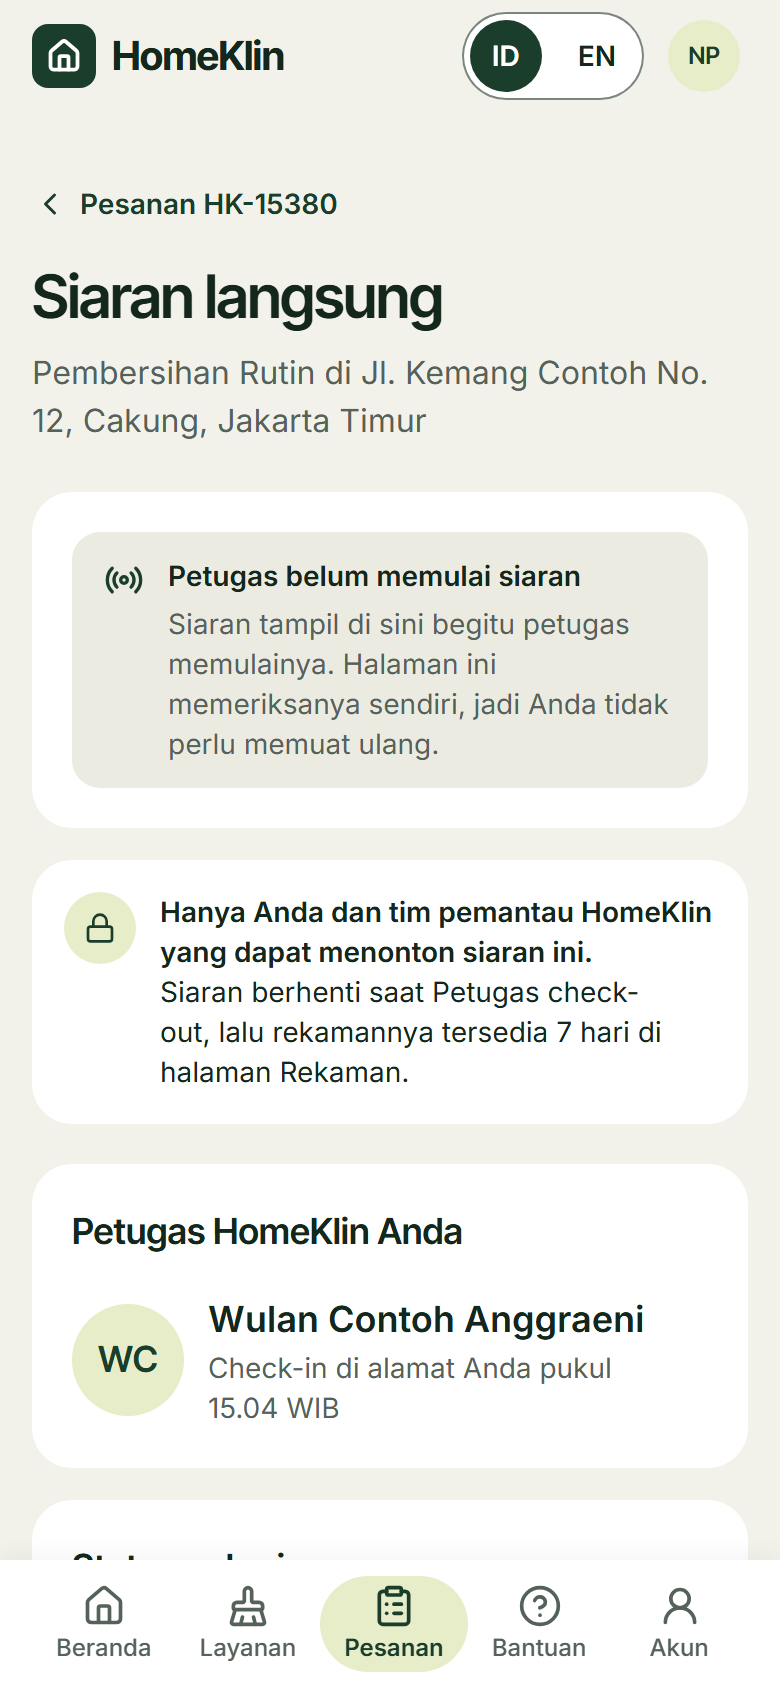 HomeKlin
ID
EN
NP
Pesanan HK-15380
Siaran langsung
Pembersihan Rutin di Jl. Kemang Contoh No.
12, Cakung, Jakarta Timur
Petugas belum memulai siaran
Siaran tampil di sini begitu petugas
memulainya. Halaman ini
memeriksanya sendiri, jadi Anda tidak
perlu memuat ulang.
Hanya Anda dan tim pemantau HomeKlin
yang dapat menonton siaran ini.
Siaran berhenti saat Petugas check-
out, lalu rekamannya tersedia 7 hari di
halaman Rekaman.
Petugas HomeKlin Anda
WC
Wulan Contoh Anggraeni
Check-in di alamat Anda pukul
15.04 WIB
Beranda
Layanan
Pesanan
Bantuan
Akun